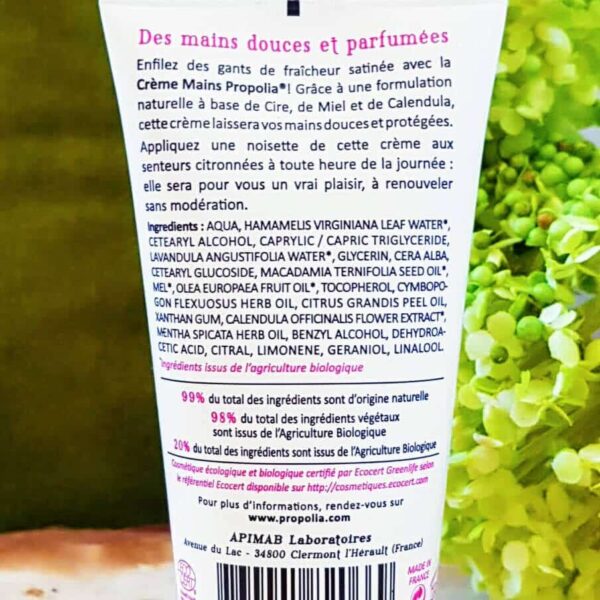 Des mains douces et parfumées
Enfilez des gants de fraîcheur satinée avec la
Crème Mains Propolia®! Grâce à une formulation
naturelle à base de Cire, de Miel et de Calendula,
cette crème laissera vos mains douces et protégées.
Appliquez une noisette de cette crème aux
senteurs citronnées à toute heure de la journée :
elle sera pour vous un vrai plaisir, à renouveler
sans modération.
Ingredients : AQUA, HAMAMELIS VIRGINIANA LEAF WATER*,
CETEARYL ALCOHOL, CAPRYLIC / CAPRIC TRIGLYCERIDE,
LAVANDULA ANGUSTIFOLIA WATER*, GLYCERIN, CERA ALBA,
CETEARYL GLUCOSIDE, MACADAMIA TERNIFOLIA SEED OIL*,
MEL*, OLEA EUROPAEA FRUIT OIL*, TOCOPHEROL, CYMBOPO-
GON FLEXUOSUS HERB OIL, CITRUS GRANDIS PEEL OIL,
XANTHAN GUM, CALENDULA OFFICINALIS FLOWER EXTRACT*,
MENTHA SPICATA HERB OIL, BENZYL ALCOHOL, DEHYDROA-
CETIC ACID, CITRAL, LIMONENE, GERANIOL, LINALOOL.
*Ingrédients issus de l'agriculture biologique
99% du total des ingrédients sont d'origine naturelle
98% du total des ingrédients végétaux
sont issus de l'Agriculture Biologique
20% du total des ingrédients sont issus de l'Agriculture Biologique
Cosmétique écologique et biologique certifié par Ecocert Greenlife selon
le référentiel Ecocert disponible sur http://cosmetiques.ecocert.com
Pour plus d'informations, rendez-vous sur
www.propolia.com
APIMAB Laboratoires
Avenue du Lac - 34800 Clermont l'Hérault (France)
MADE IN
FRANCE